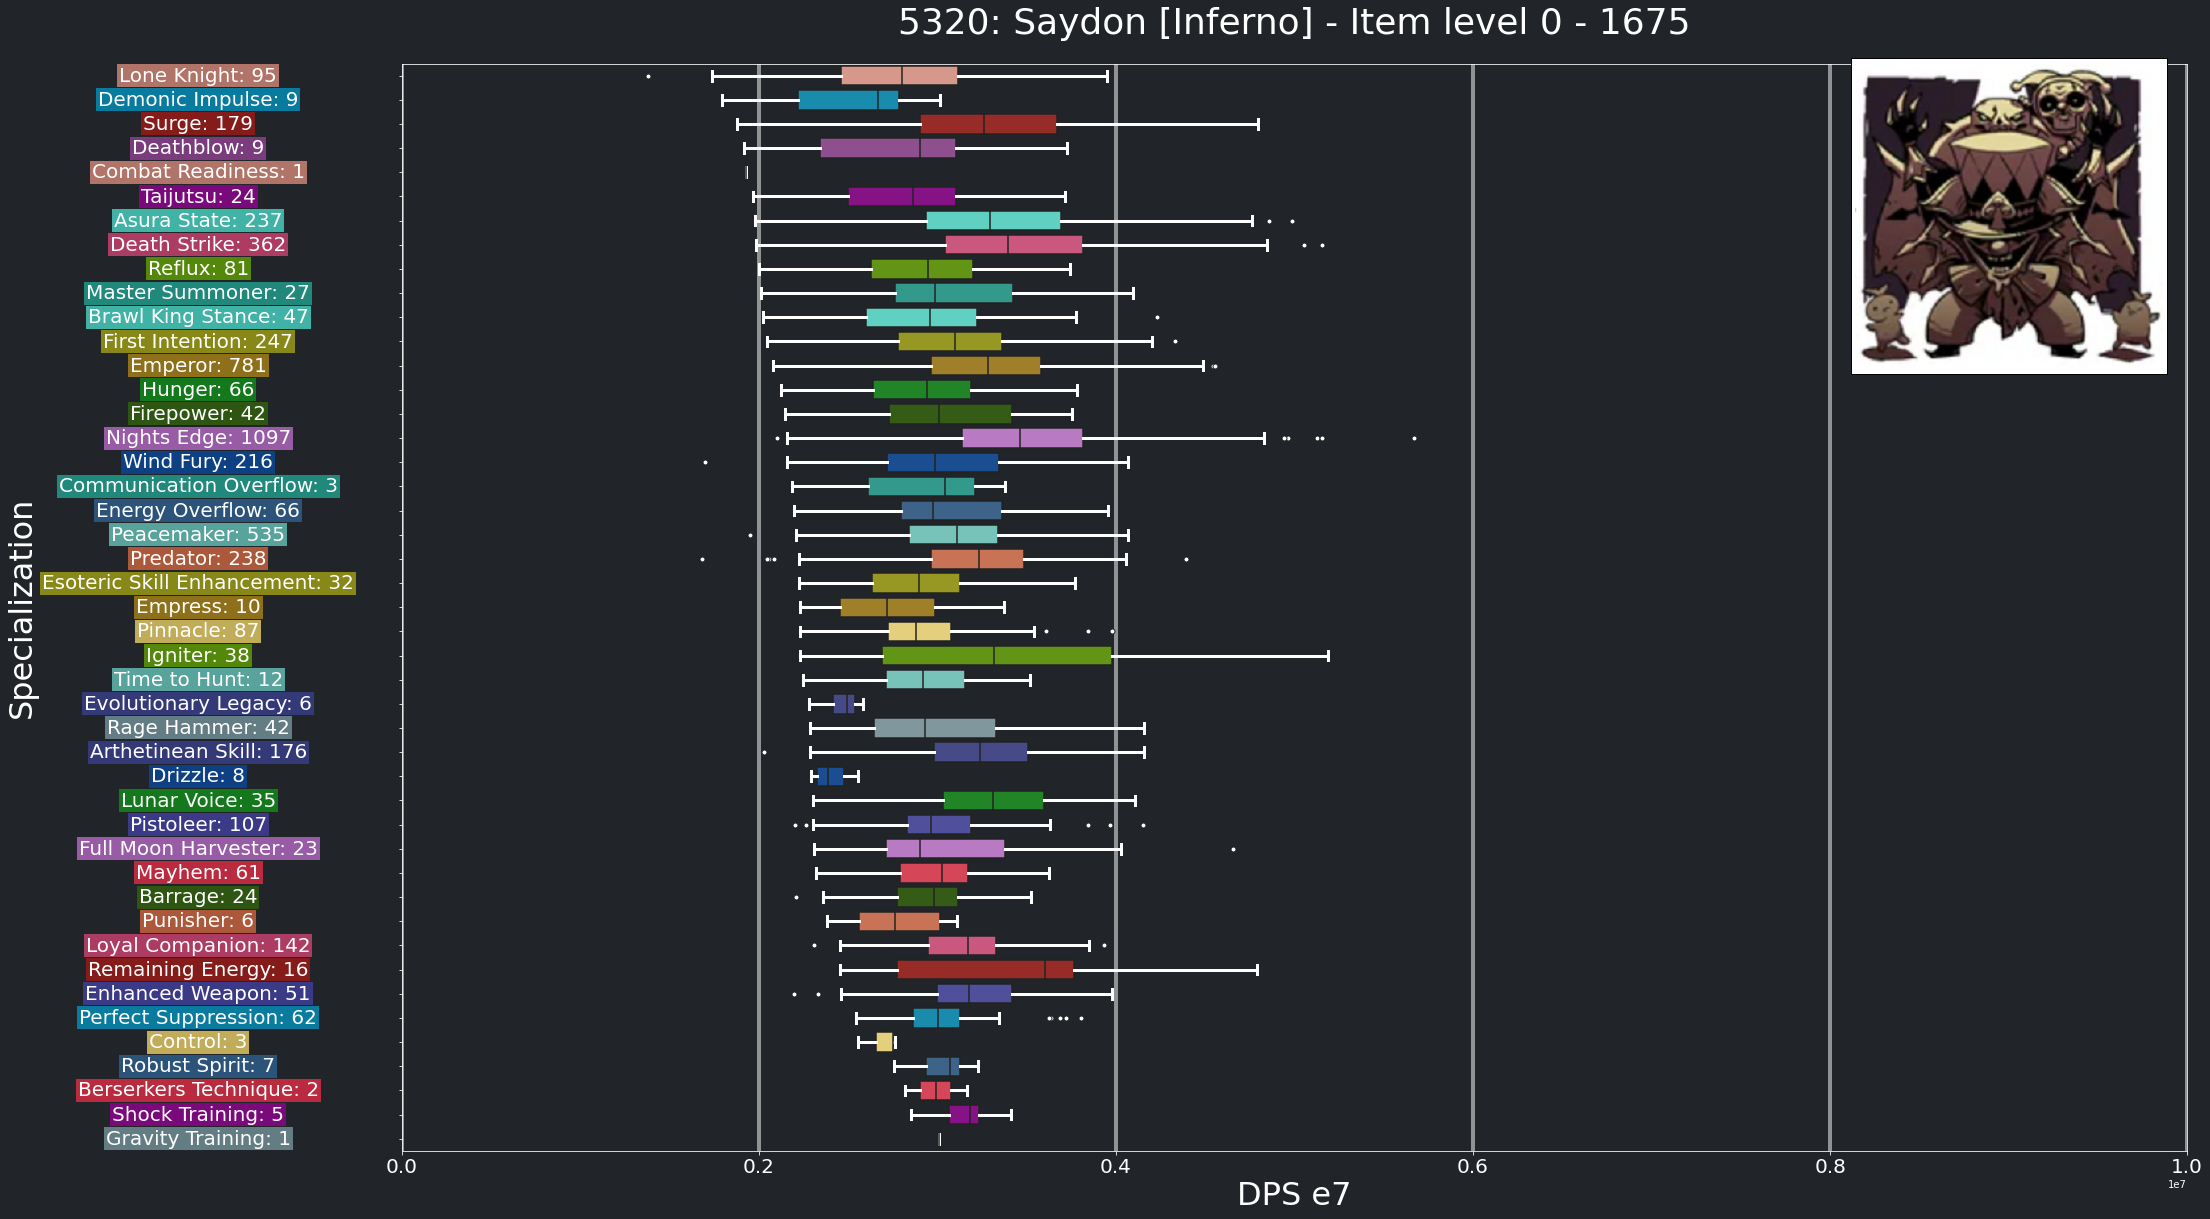 5320: Saydon [Inferno] - Item level 0 - 1675
Lone Knight: 95
Demonic Impulse: 9
Surge: 179
Deathblow: 9
Combat Readiness: 1
Taijutsu: 24
Asura State: 237
Death Strike: 362
Reflux: 81
Master Summoner: 27
Brawl King Stance: 47
First Intention: 247
Emperor: 781
Hunger: 66
Firepower: 42
Nights Edge: 1097
Wind Fury: 216
Communication Overflow: 3
Energy Overflow: 66
Peacemaker: 535
Predator: 238
Esoteric Skill Enhancement: 32
Empress: 10
Pinnacle: 87
Igniter: 38
Time to Hunt: 12
Evolutionary Legacy: 6
Rage Hammer: 42
Arthetinean Skill: 176
Drizzle: 8
Lunar Voice: 35
Pistoleer: 107
Full Moon Harvester: 23
Mayhem: 61
Barrage: 24
Punisher: 6
Loyal Companion: 142
Remaining Energy: 16
Enhanced Weapon: 51
Perfect Suppression: 62
Control: 3
Robust Spirit: 7
Berserkers Technique: 2
Shock Training: 5
Gravity Training: 1
Specialization
0.0 0.2 0.4 0.6 0.8 1.0
1e7
DPS e7